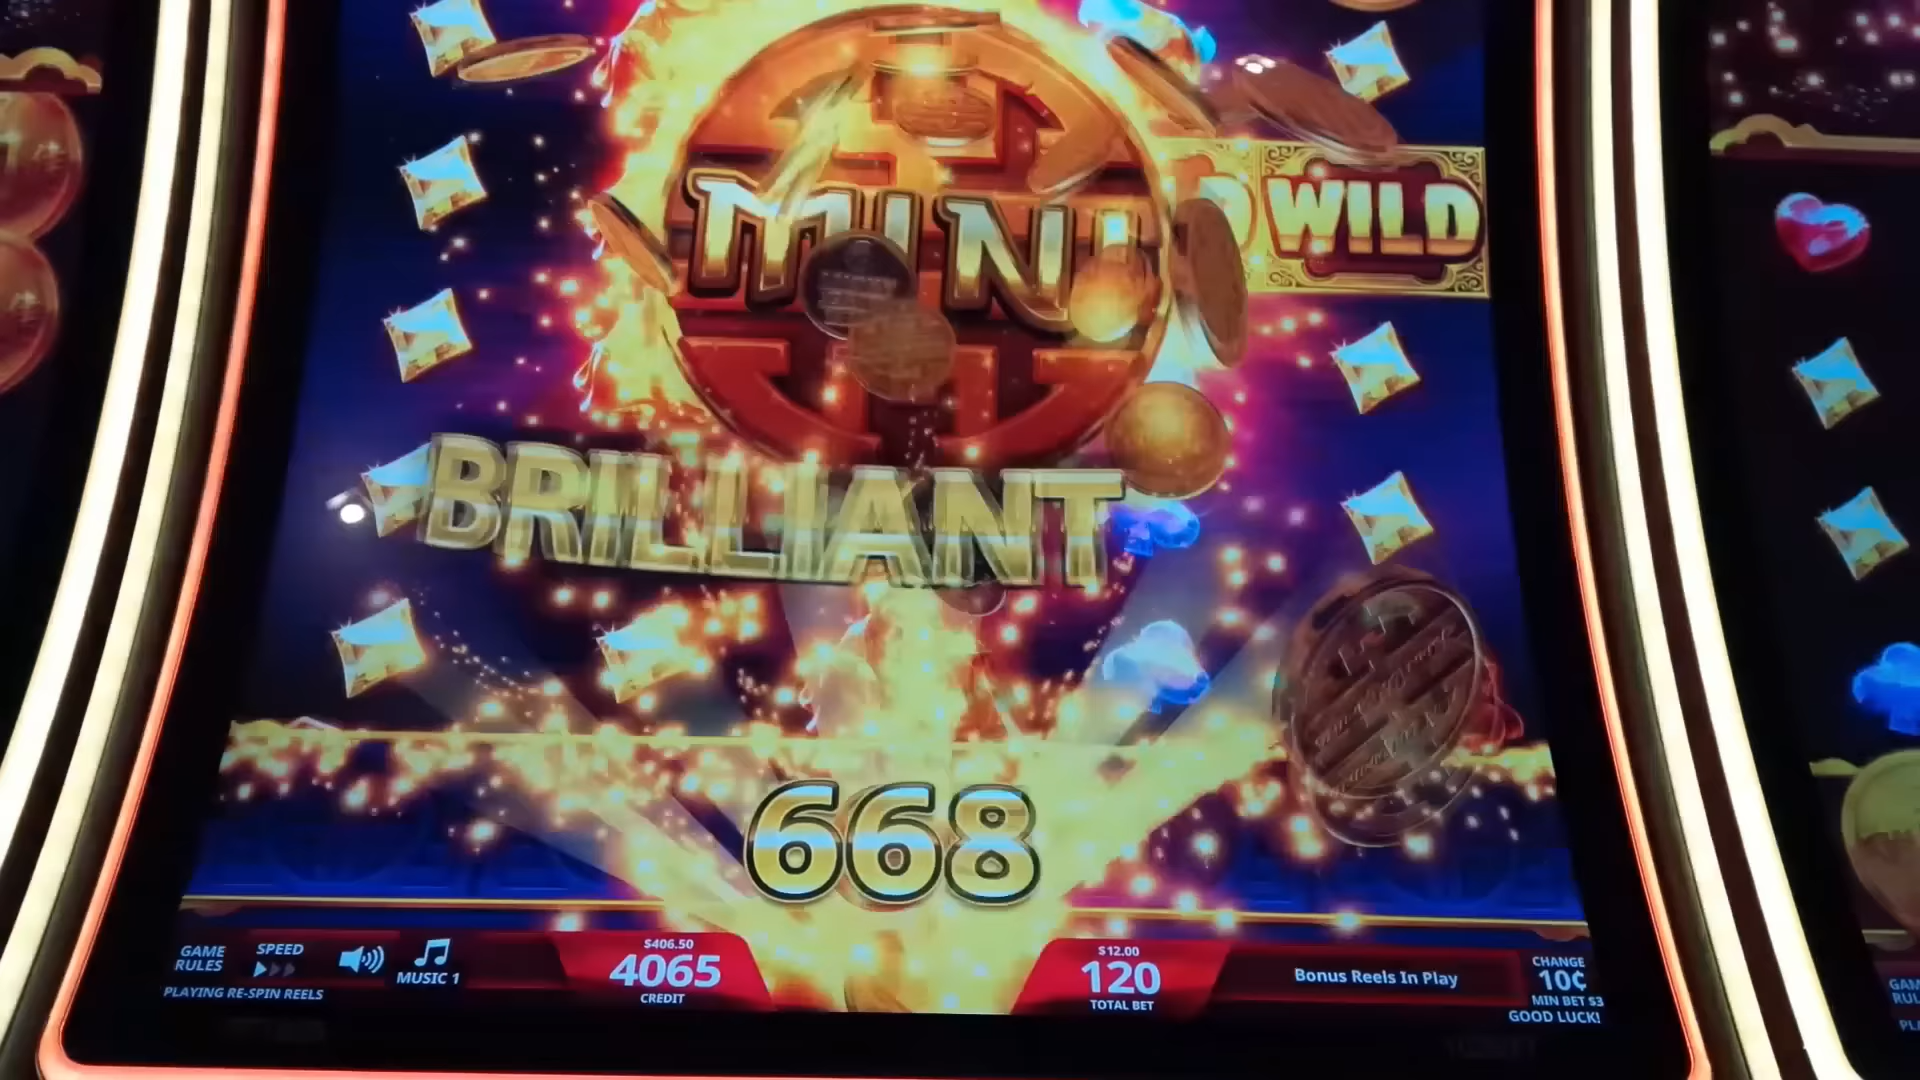 MINI
WILD
BRILLIANT
668
GAME
RULES
SPEED
MUSIC 1
PLAYING RE-SPIN REELS
$406.50
4065
CREDIT
$12.00
120
TOTAL BET
Bonus Reels In Play
CHANGE
10¢
MIN BET $3
GOOD LUCK!